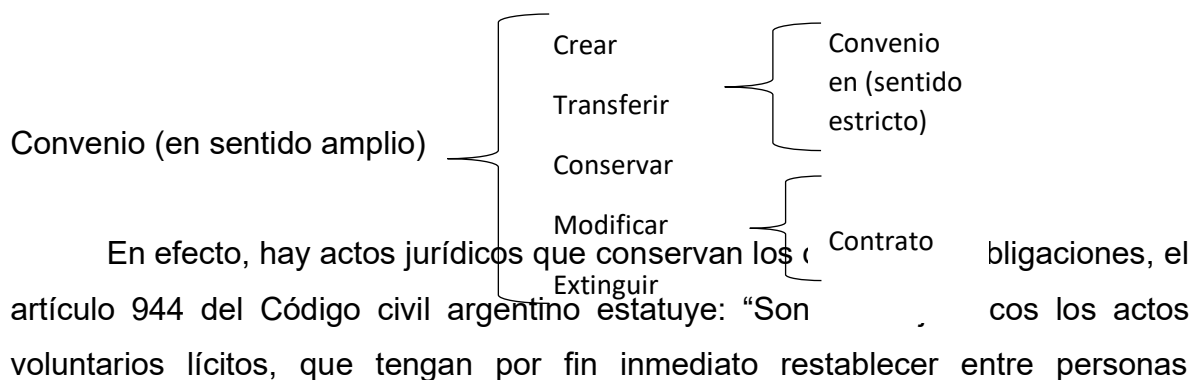 Convenio (en sentido amplio)
Crear
Transferir
Conservar
Modificar
Extinguir
Convenio
en (sentido
estricto)
Contrato
En efecto, hay actos jurídicos que conservan los bligaciones, el
artículo 944 del Código civil argentino estatuye: “Son cos los actos
voluntarios lícitos, que tengan por fin inmediato restablecer entre personas